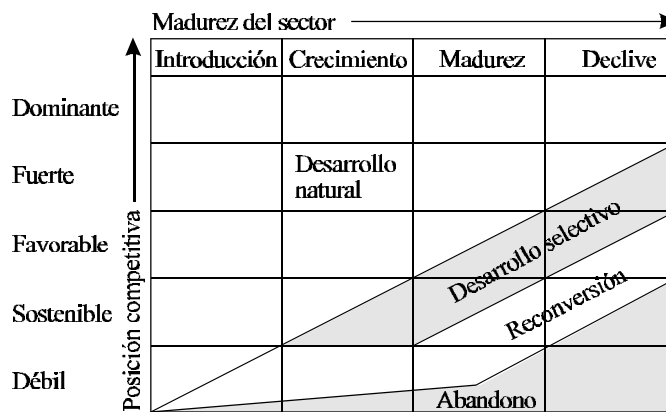 Madurez del sector
Introducción Crecimiento Madurez Declive
Dominante
Fuerte
Favorable
Sostenible
Débil
Posición competitiva
Desarrollo
natural
Desarrollo selectivo
Reconversión
Abandono